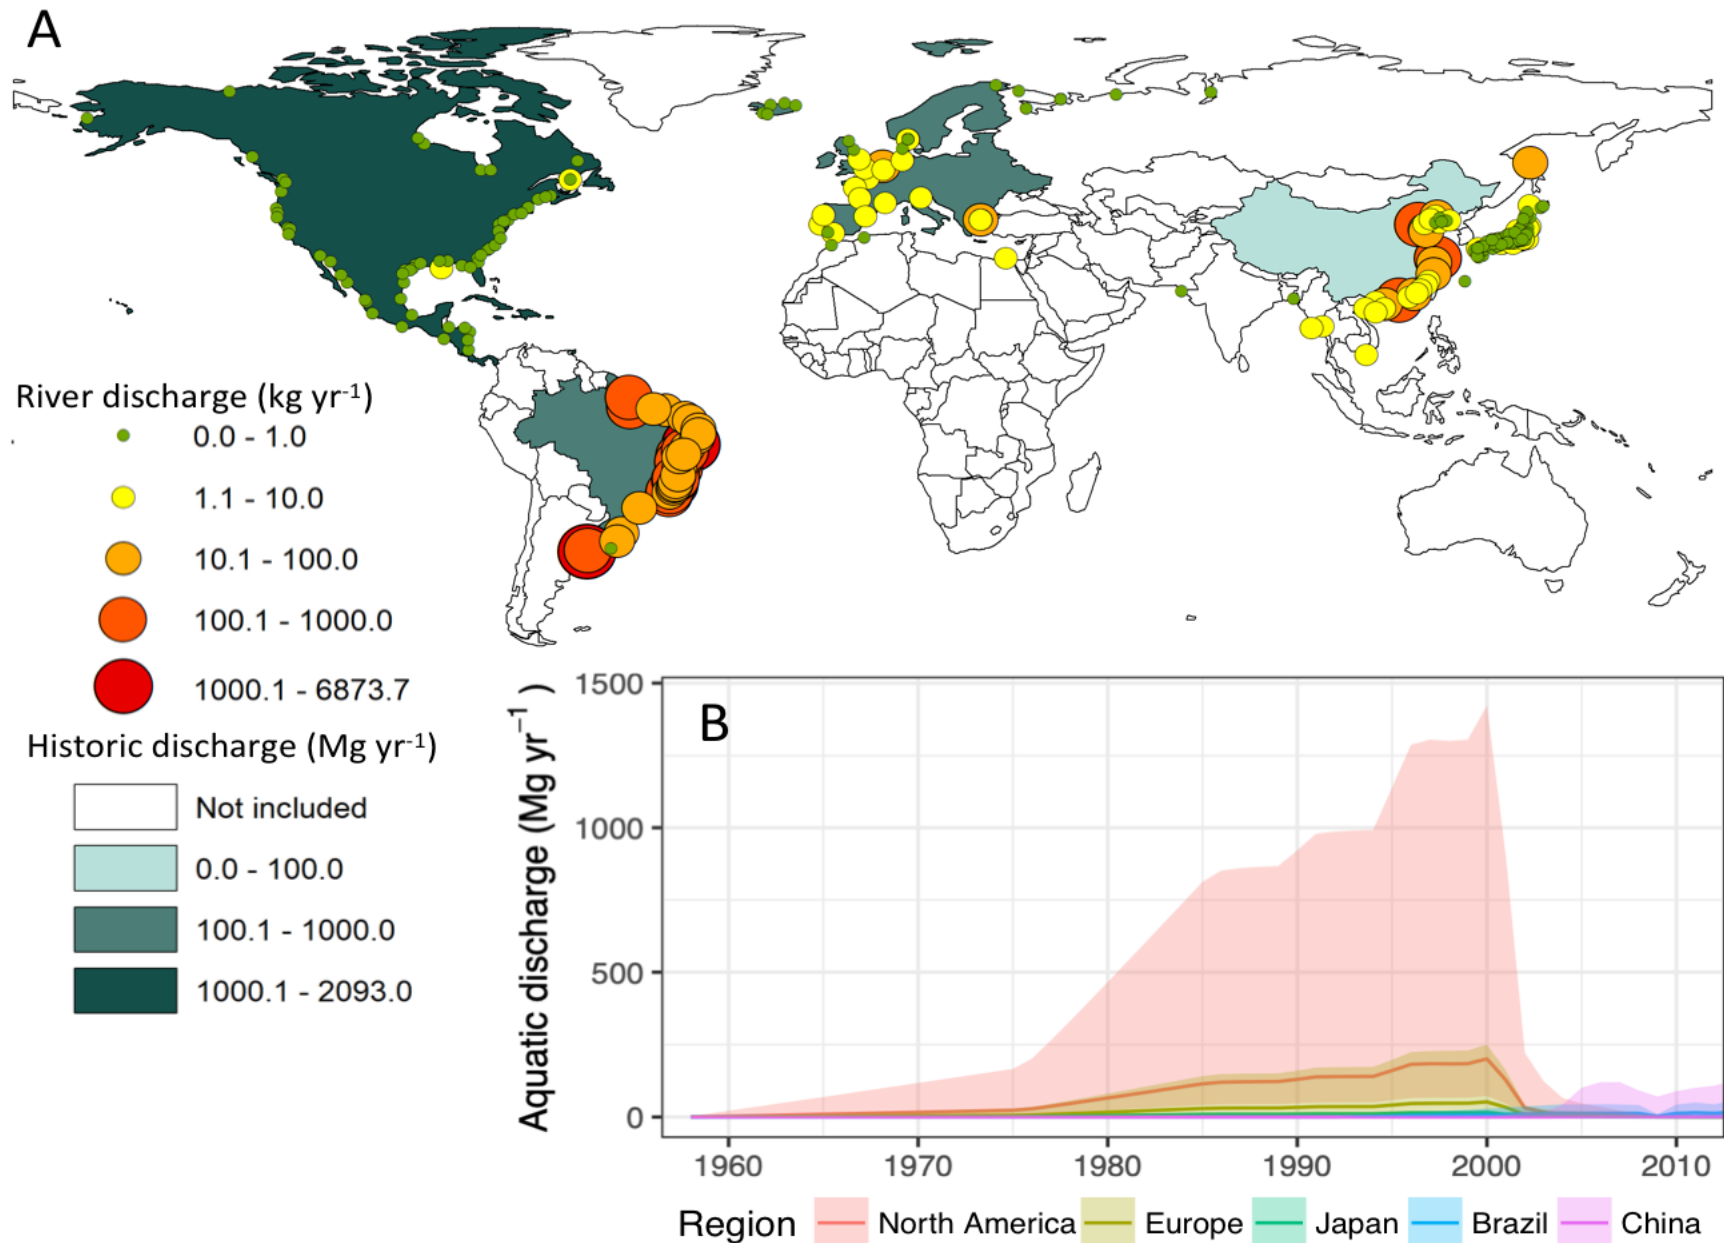 A
River discharge (kg yr-1)
0.0 - 1.0
1.1 - 10.0
10.1 - 100.0
100.1 - 1000.0
1000.1 - 6873.7
Historic discharge (Mg yr-1)
Not included
0.0 - 100.0
100.1 - 1000.0
1000.1 - 2093.0
B
Aquatic discharge (Mg yr−1)
1500
1000
500
0
1960 1970 1980 1990 2000 2010
Region North America Europe Japan Brazil China